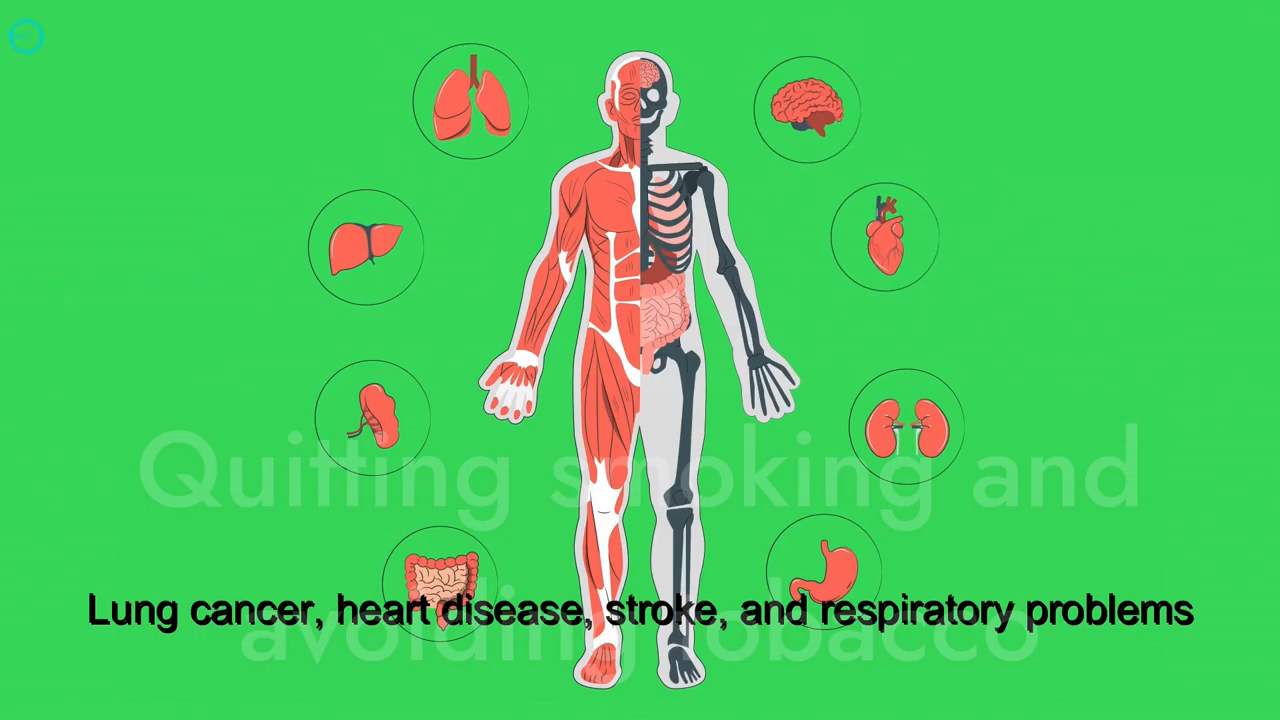 Quitting smoking and
Lung cancer, heart disease, stroke, and respiratory problems
avoiding tobacco